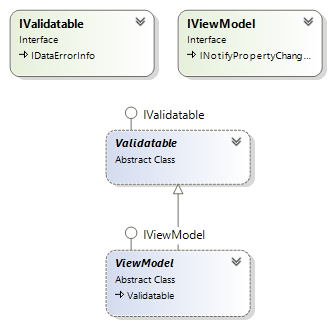 IValidatable
Interface
IDataErrorInfo
IViewModel
Interface
INotifyPropertyChang...
IValidatable
Validatable
Abstract Class
IViewModel
ViewModel
Abstract Class
Validatable